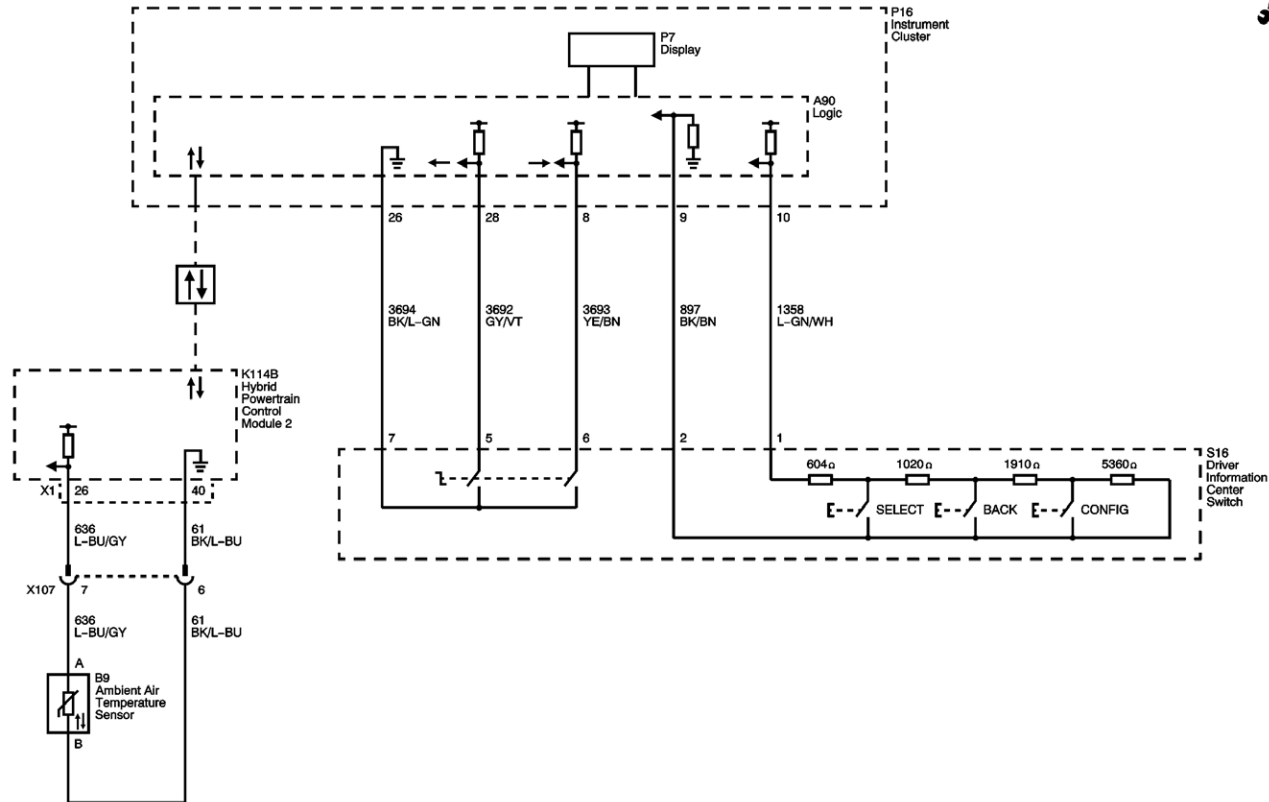 P16
Instrument
Cluster
P7
Display
A90
Logic
26 28 8 9 10
3694
BK/L-GN
3692
GY/VT
3693
YE/BN
897
BK/BN
1358
L-GN/WH
K114B
Hybrid
Powertrain
Control
Module 2
7 5 6 2 1
S16
Driver
Information
Center
Switch
604Ω 1020Ω 1910Ω 5360Ω
SELECT BACK CONFIG
X1 26 40
636
L-BU/GY
61
BK/L-BU
X107 7 6
636
L-BU/GY
61
BK/L-BU
A
B9
Ambient Air
Temperature
Sensor
B